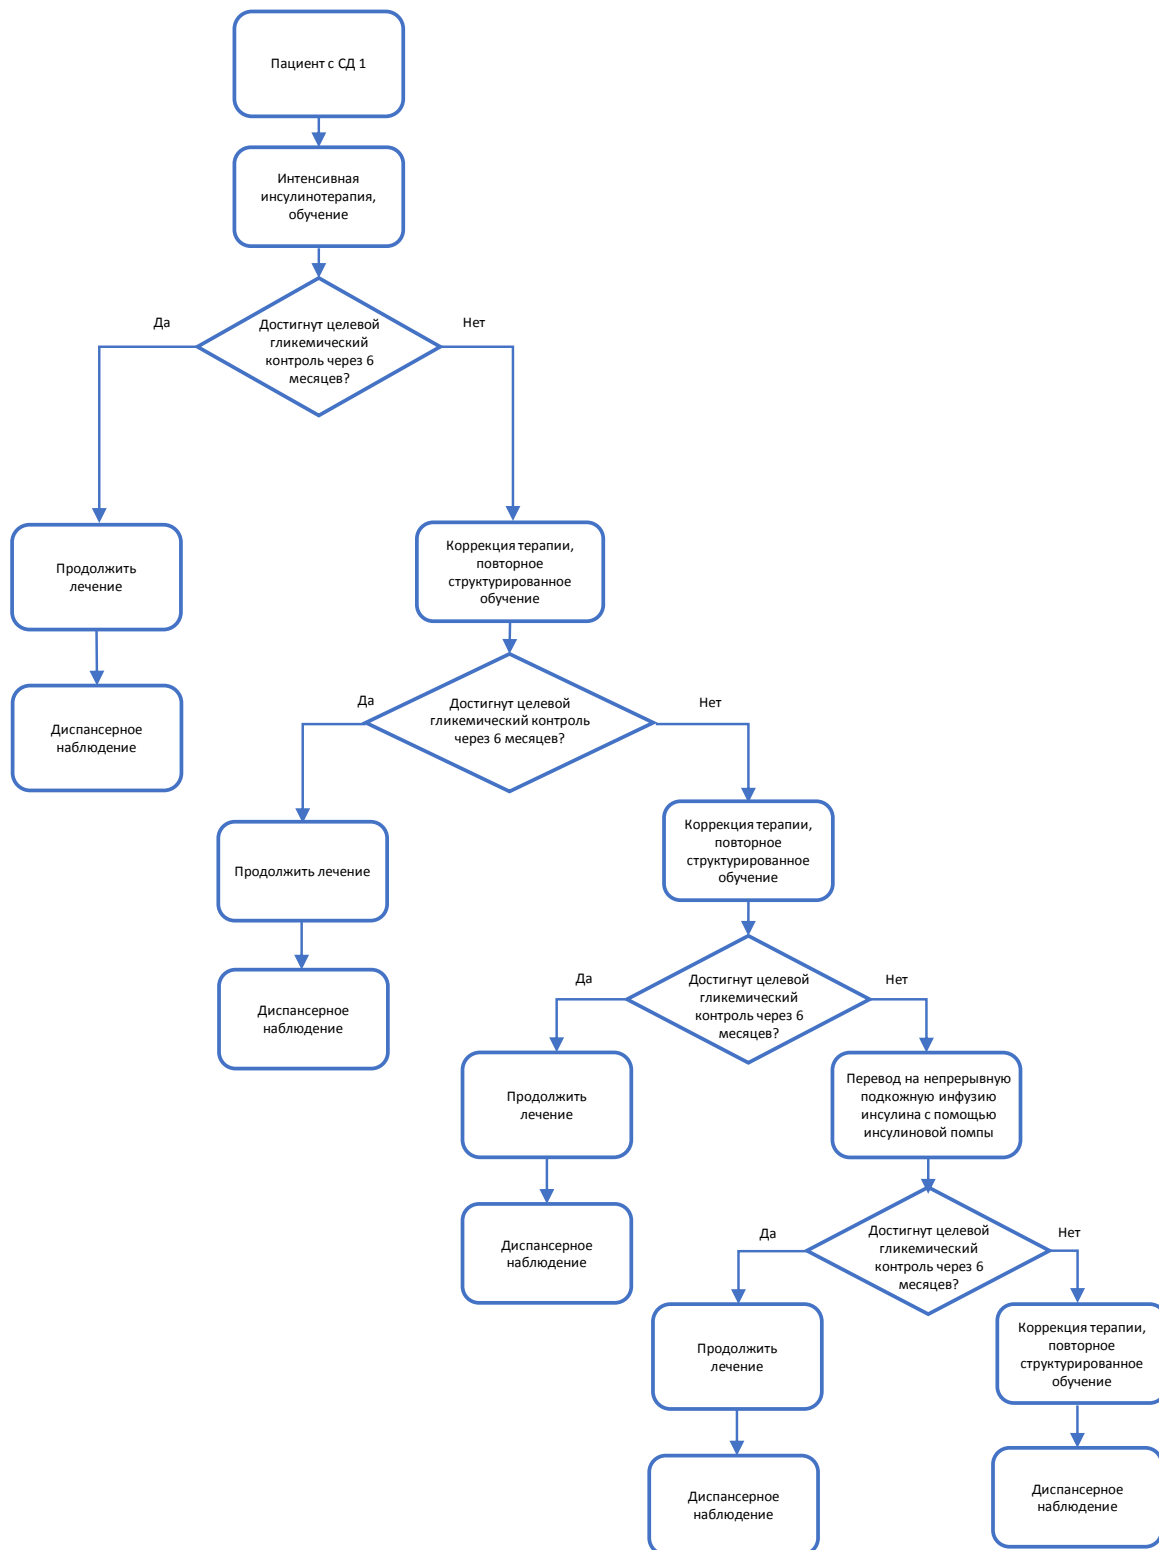 Пациент с СД 1
Интенсивная
инсулинотерапия,
обучение
Да
Нет
Достигнут целевой
гликемический
контроль через 6
месяцев?
Продолжить
лечение
Коррекция терапии,
повторное
структурированное
обучение
Диспансерное
наблюдение
Да
Нет
Достигнут целевой
гликемический контроль
через 6 месяцев?
Продолжить лечение
Коррекция терапии,
повторное
структурированное
обучение
Диспансерное
наблюдение
Да
Нет
Достигнут целевой
гликемический
контроль через 6
месяцев?
Продолжить
лечение
Перевод на непрерывную
подкожную инфузию
инсулина с помощью
инсулиновой помпы
Диспансерное
наблюдение
Да
Нет
Достигнут целевой
гликемический
контроль через 6
месяцев?
Продолжить
лечение
Коррекция терапии,
повторное
структурированное
обучение
Диспансерное
наблюдение
Диспансерное
наблюдение